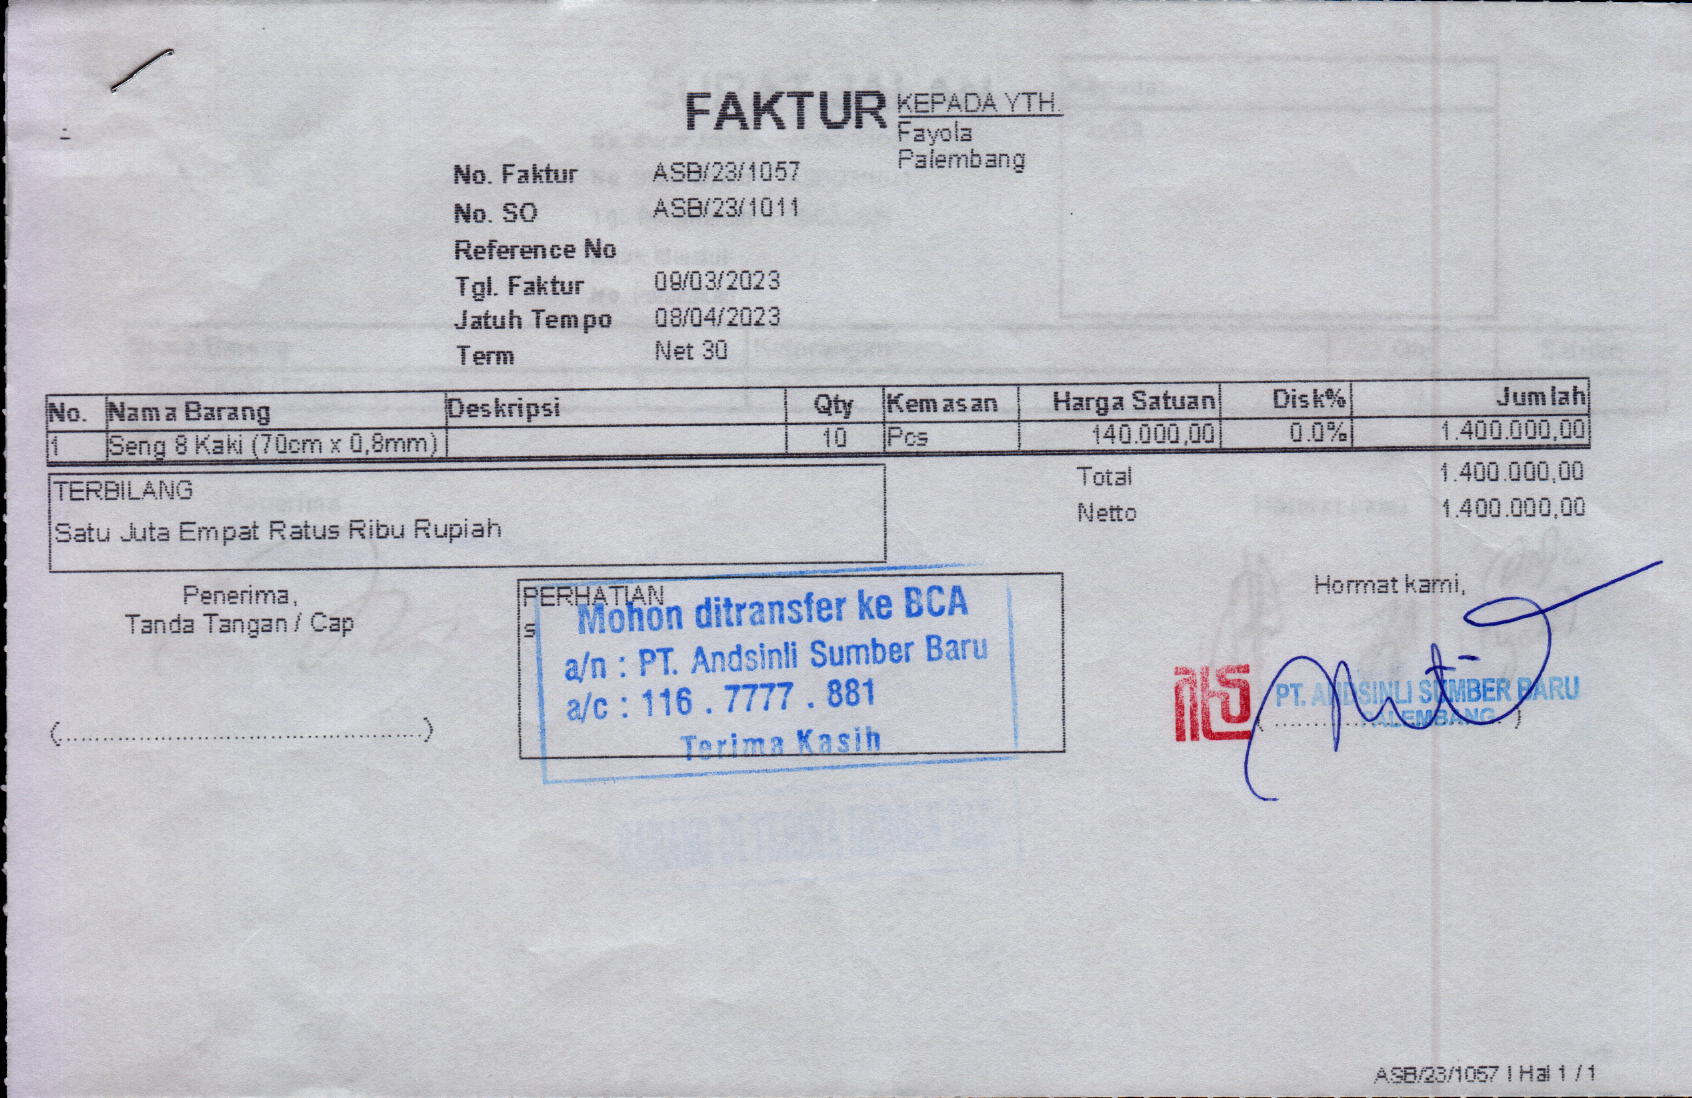 FAKTUR
KEPADA YTH.
Fayola
Palembang
No. Faktur ASB/23/1057
No. SO ASB/23/1011
Reference No
Tgl. Faktur 09/03/2023
Jatuh Tempo 08/04/2023
Term Net 30
No. Nama Barang Deskripsi Qty Kemasan Harga Satuan Disk% Jumlah
1 Seng 8 Kaki (70cm x 0,8mm) 10 Pcs 140.000,00 0.0% 1.400.000,00
Total 1.400.000,00
Netto 1.400.000,00
TERBILANG
Satu Juta Empat Ratus Ribu Rupiah
Penerima,
Tanda Tangan / Cap
(..............................................)
PERHATIAN
Mohon ditransfer ke BCA
a/n : PT. Andsinli Sumber Baru
a/c : 116 . 7777 . 881
Terima Kasih
Hormat kami,
PT. ANDSINLI SUMBER BARU
PALEMBANG
ASB/23/1057 | Hal 1 / 1